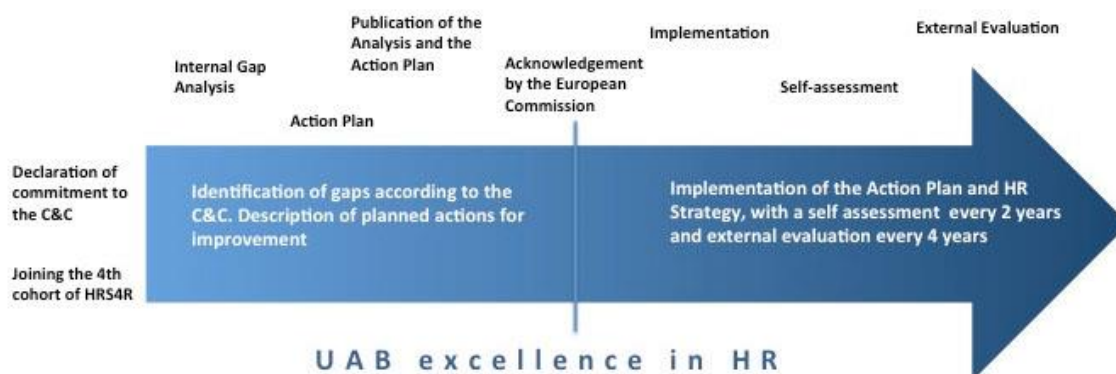 Declaration of
commitment to
the C&C
Joining the 4th
cohort of HRS4R
Internal Gap
Analysis
Action Plan
Publication of the
Analysis and the
Action Plan
Acknowledgement
by the European
Commission
Implementation
Self-assessment
External Evaluation
Identification of gaps according to the
C&C. Description of planned actions for
improvement
Implementation of the Action Plan and HR
Strategy, with a self assessment every 2 years
and external evaluation every 4 years
UAB excellence in HR